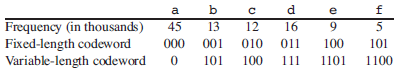 a b c d e f
Frequency (in thousands) 45 13 12 16 9 5
Fixed-length codeword 000 001 010 011 100 101
Variable-length codeword 0 101 100 111 1101 1100